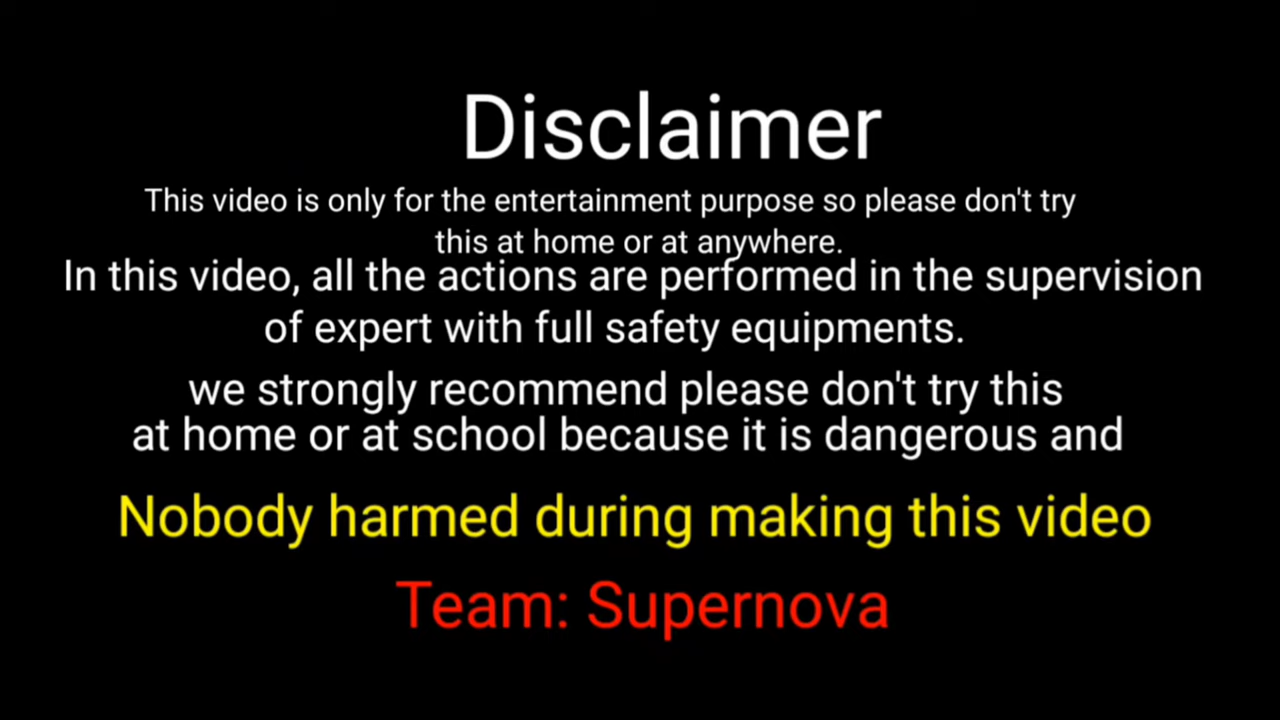 Disclaimer
This video is only for the entertainment purpose so please don't try
this at home or at anywhere.
In this video, all the actions are performed in the supervision
of expert with full safety equipments.
we strongly recommend please don't try this
at home or at school because it is dangerous and
Nobody harmed during making this video
Team: Supernova